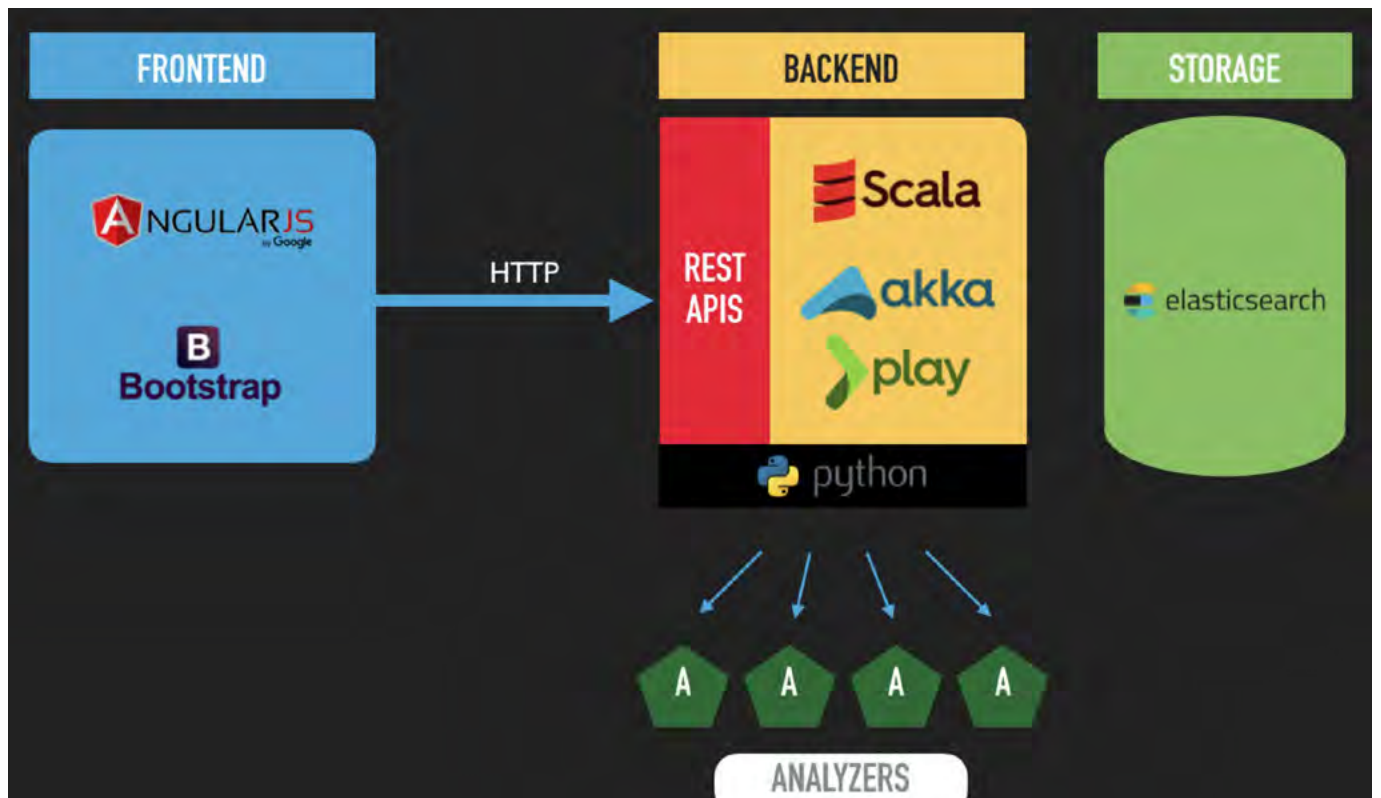 FRONTEND
BACKEND
STORAGE
ANGULARJS
by Google
Bootstrap
HTTP
REST
APIS
Scala
akka
play
python
elasticsearch
A A A A
ANALYZERS